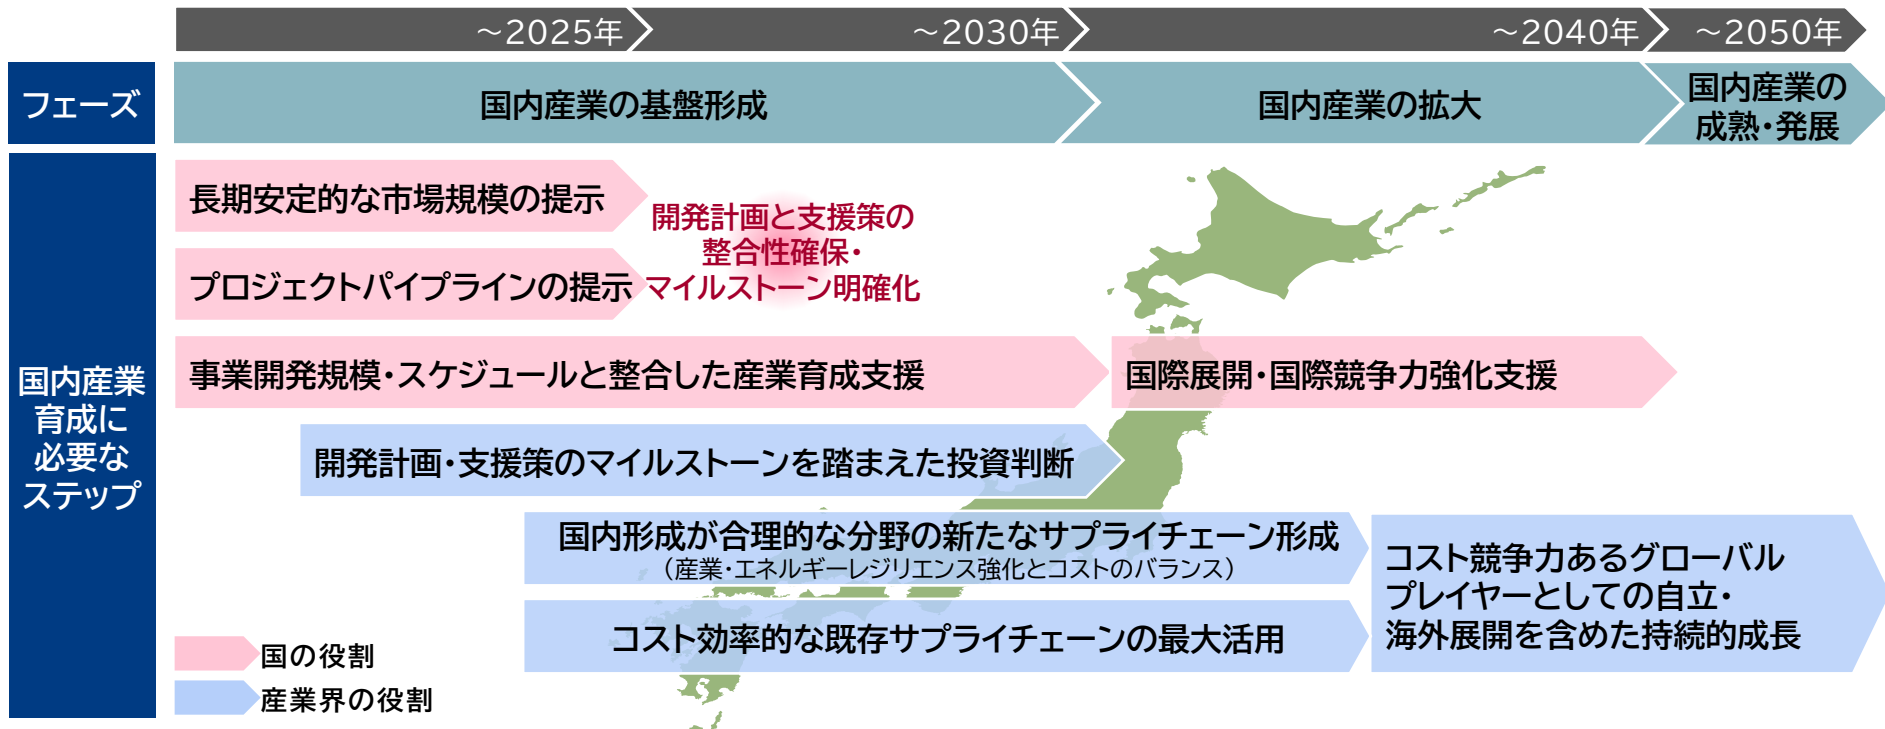 ～2025年
～2030年
～2040年
～2050年
フェーズ
国内産業の基盤形成
国内産業の拡大
国内産業の
成熟・発展
国内産業
育成に
必要な
ステップ
長期安定的な市場規模の提示
プロジェクトパイプラインの提示
開発計画と支援策の
整合性確保・
マイルストーン明確化
事業開発規模・スケジュールと整合した産業育成支援
国際展開・国際競争力強化支援
開発計画・支援策のマイルストーンを踏まえた投資判断
国内形成が合理的な分野の新たなサプライチェーン形成
（産業・エネルギーレジリエンス強化とコストのバランス）
コスト効率的な既存サプライチェーンの最大活用
コスト競争力あるグローバル
プレイヤーとしての自立・
海外展開を含めた持続的成長
国の役割
産業界の役割